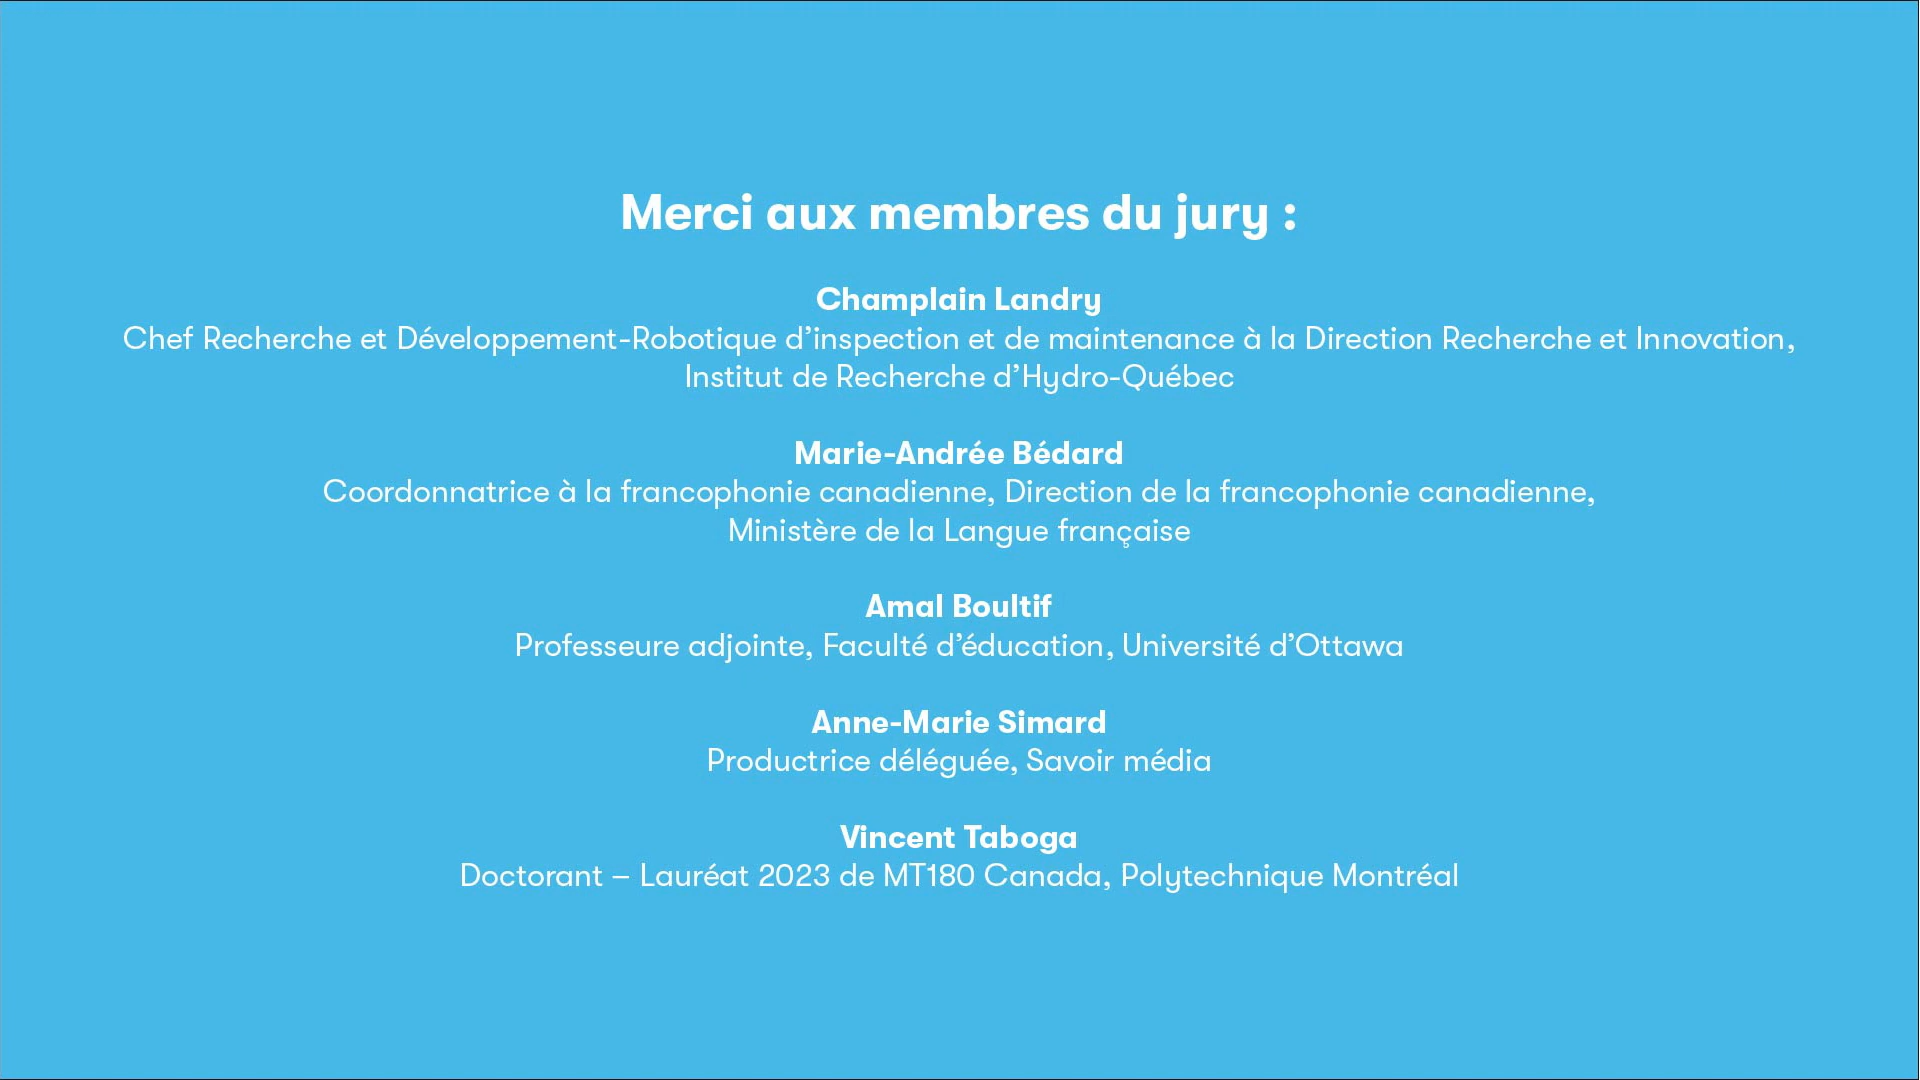 Merci aux membres du jury :
Champlain Landry
Chef Recherche et Développement-Robotique d’inspection et de maintenance à la Direction Recherche et Innovation,
Institut de Recherche d’Hydro-Québec
Marie-Andrée Bédard
Coordonnatrice à la francophonie canadienne, Direction de la francophonie canadienne,
Ministère de la Langue française
Amal Boultif
Professeure adjointe, Faculté d’éducation, Université d’Ottawa
Anne-Marie Simard
Productrice déléguée, Savoir média
Vincent Taboga
Doctorant – Lauréat 2023 de MT180 Canada, Polytechnique Montréal